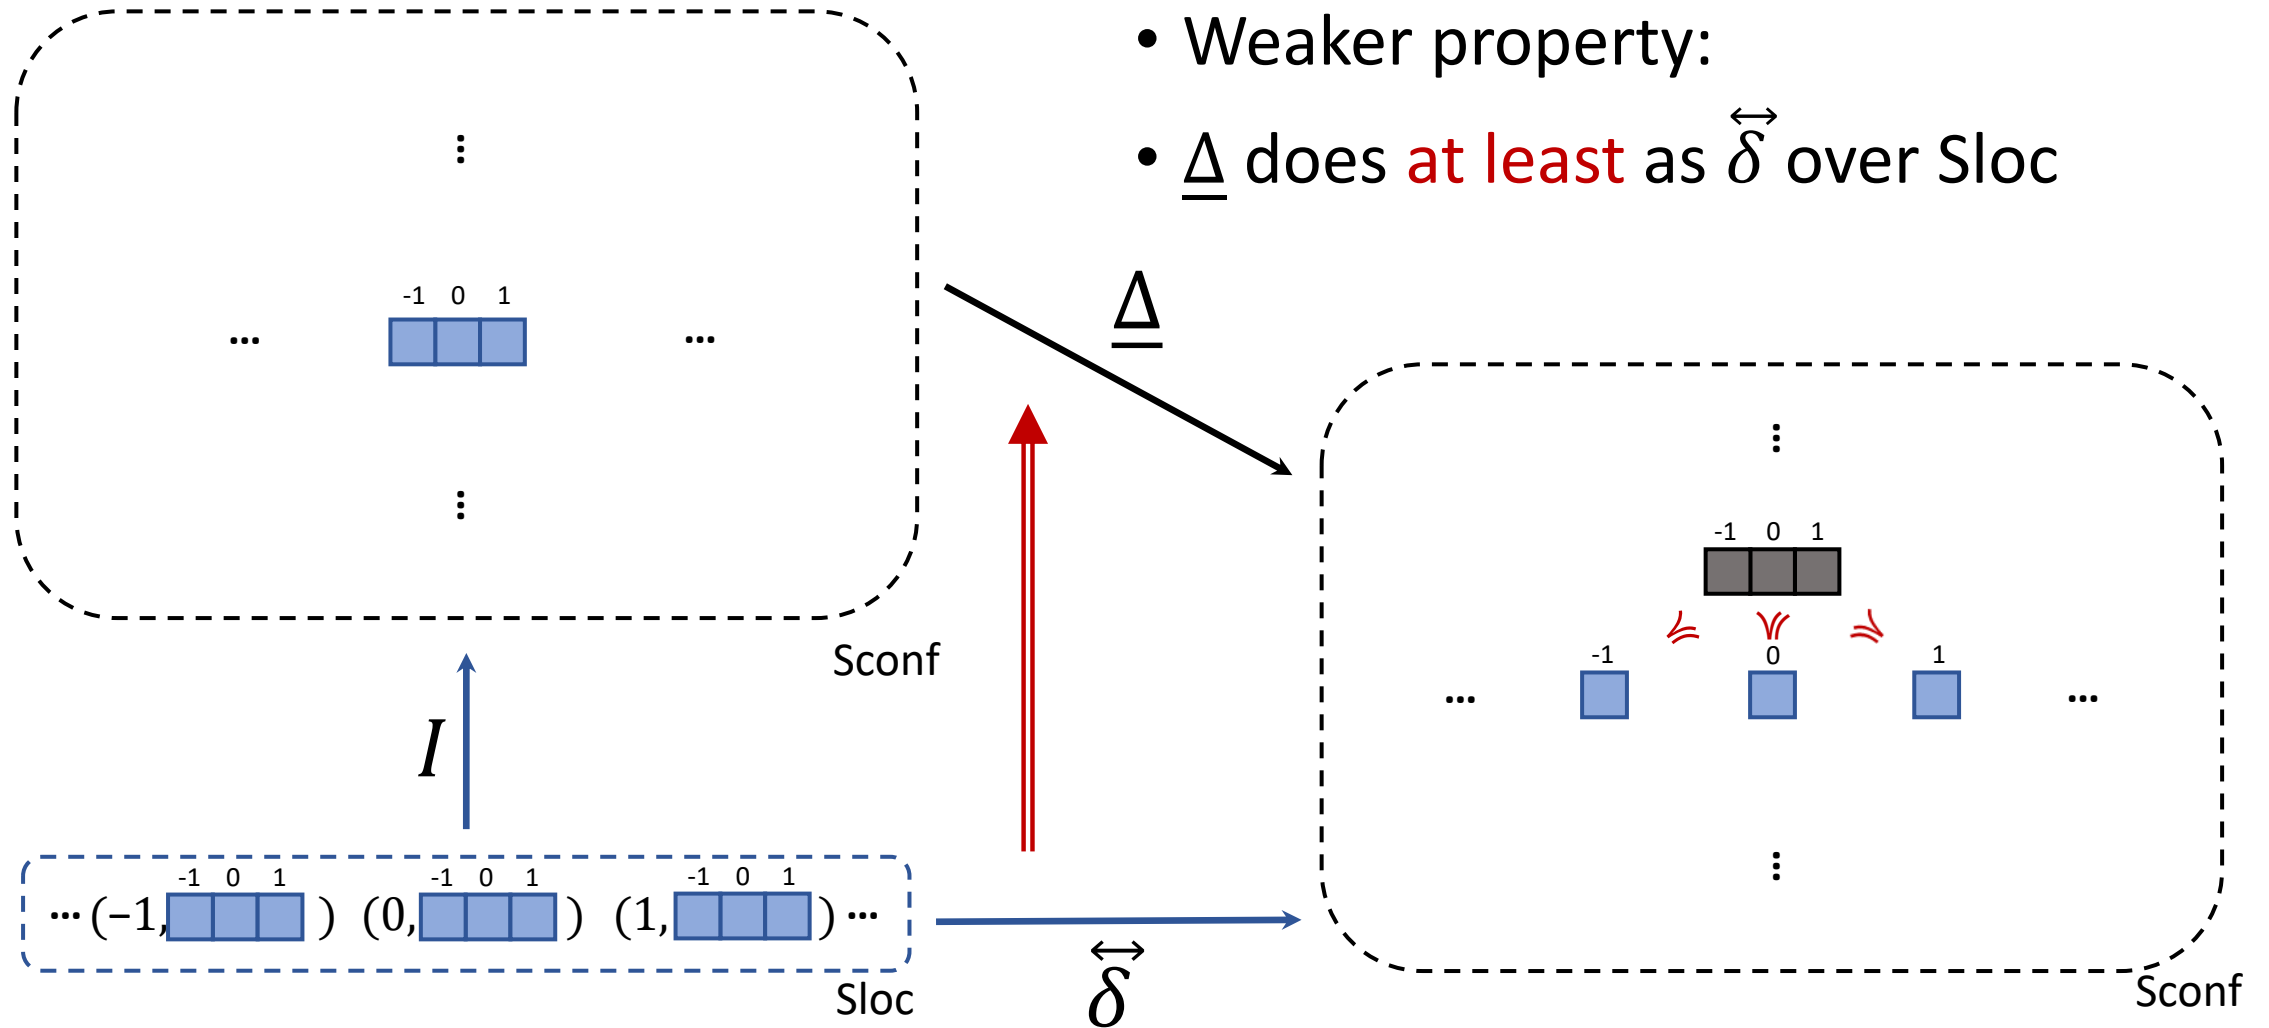 • Weaker property:
• Δ does at least as δ⃡ over Sloc
Δ
-1 0 1
... ...
Sconf
I
-1 0 1
... ...
-1 0 1
Sconf
-1 0 1 -1 0 1 -1 0 1
...(−1, ) (0, ) (1, )...
Sloc
δ⃡